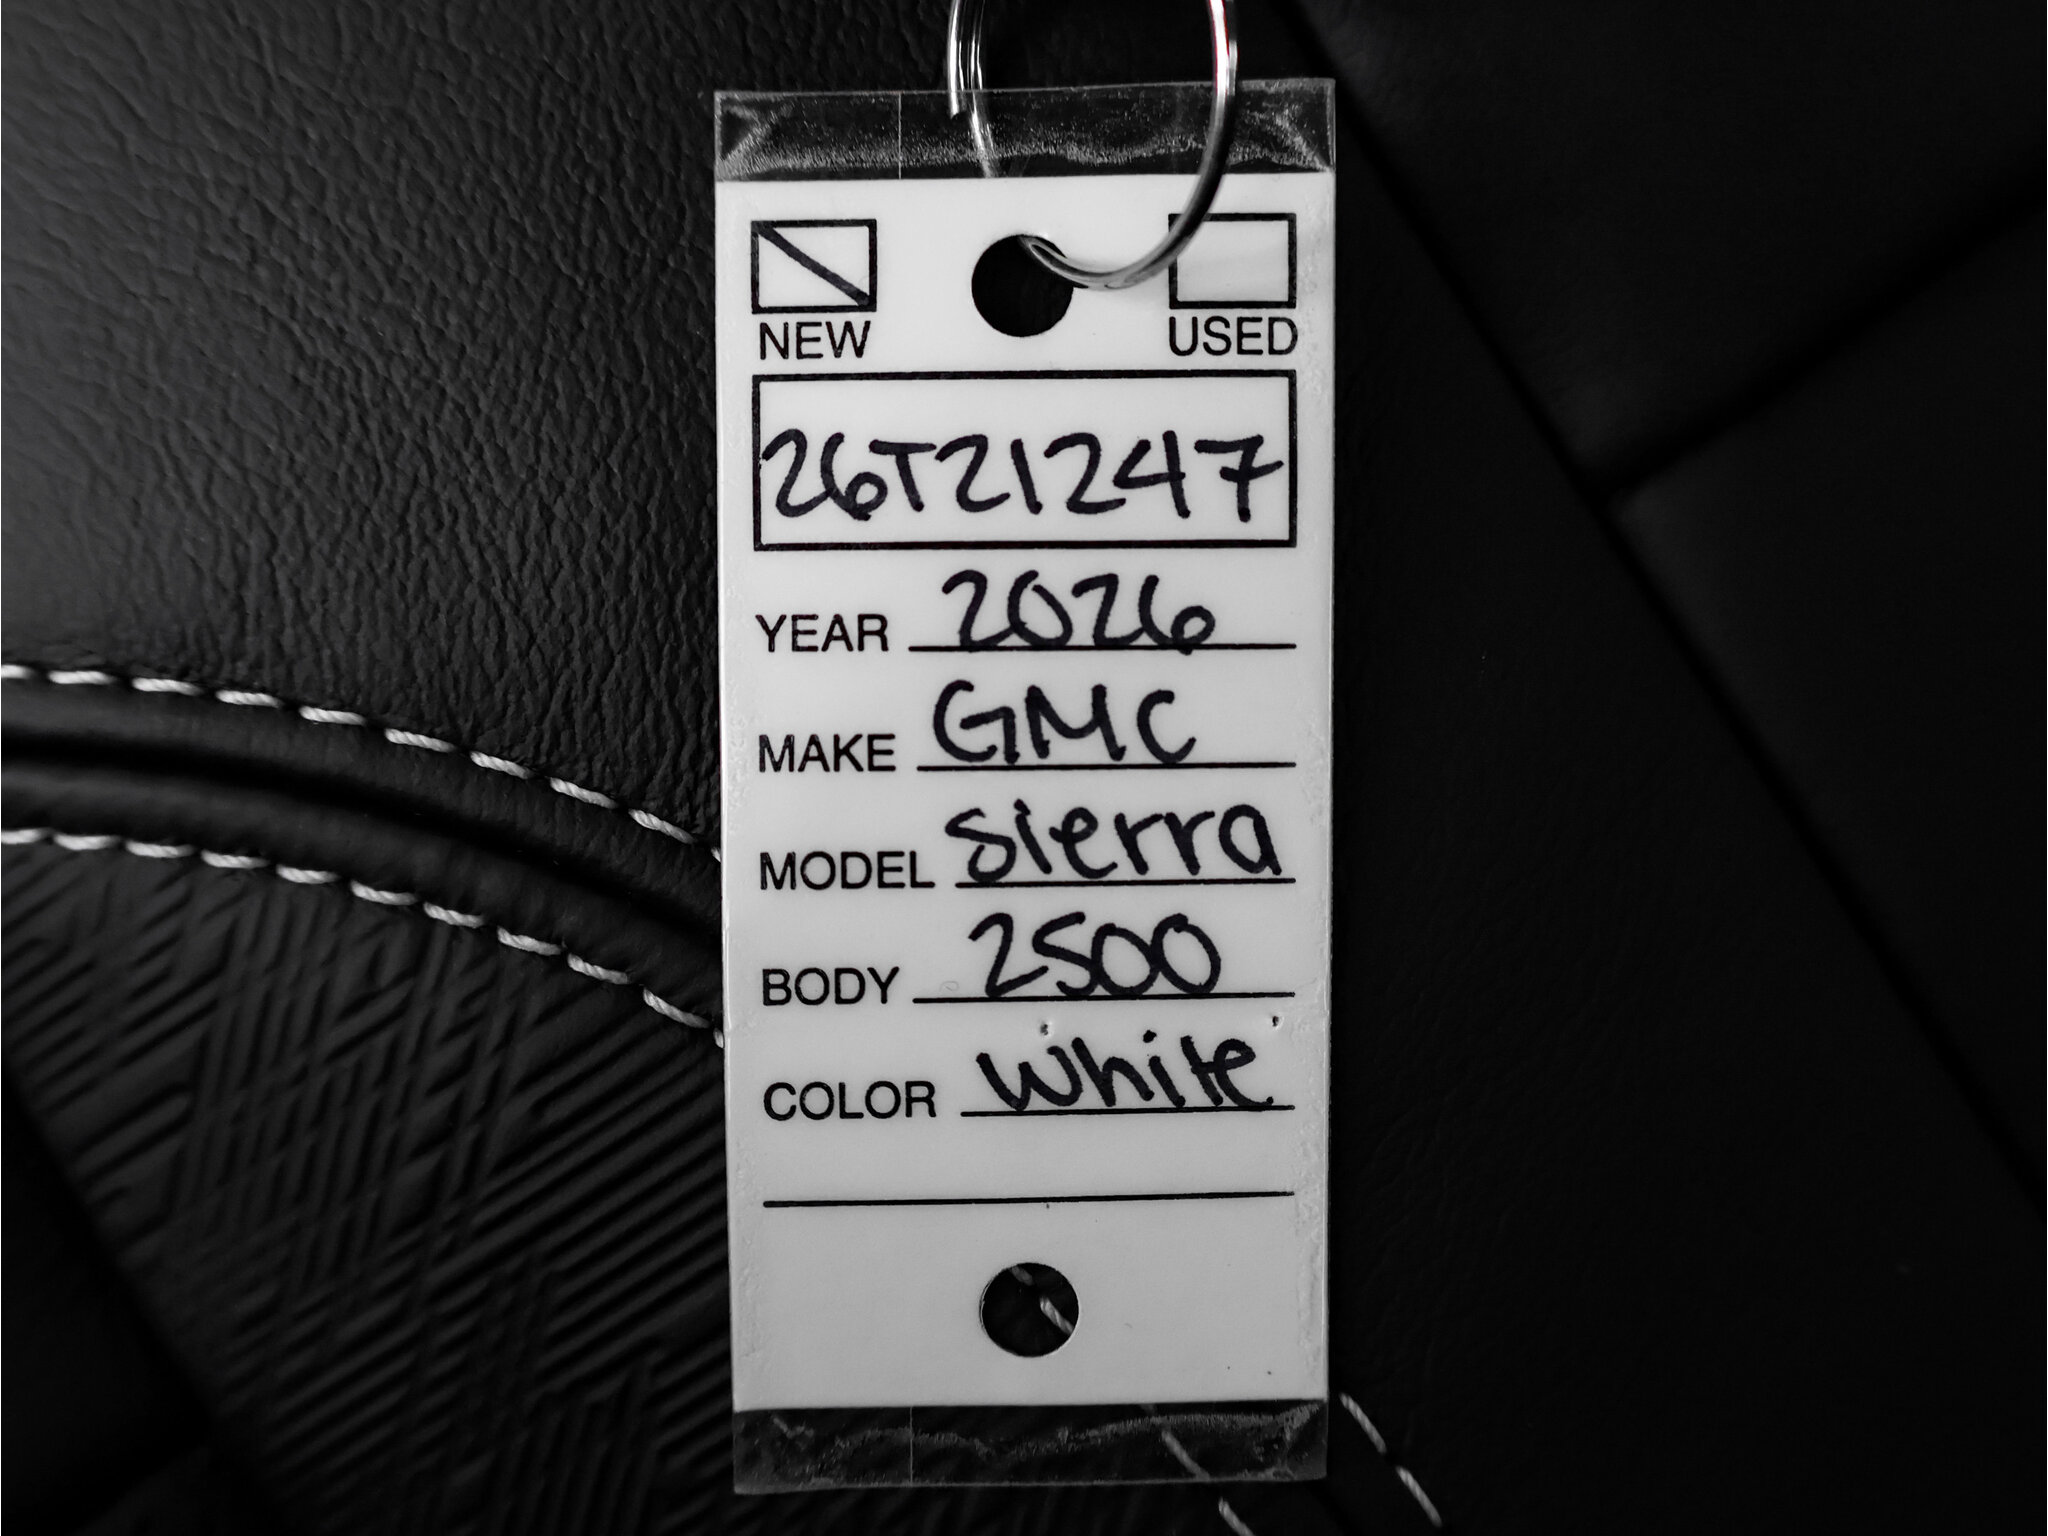 NEW USED
26T21247
YEAR 2026
MAKE GMC
MODEL Sierra
BODY 2500
COLOR White